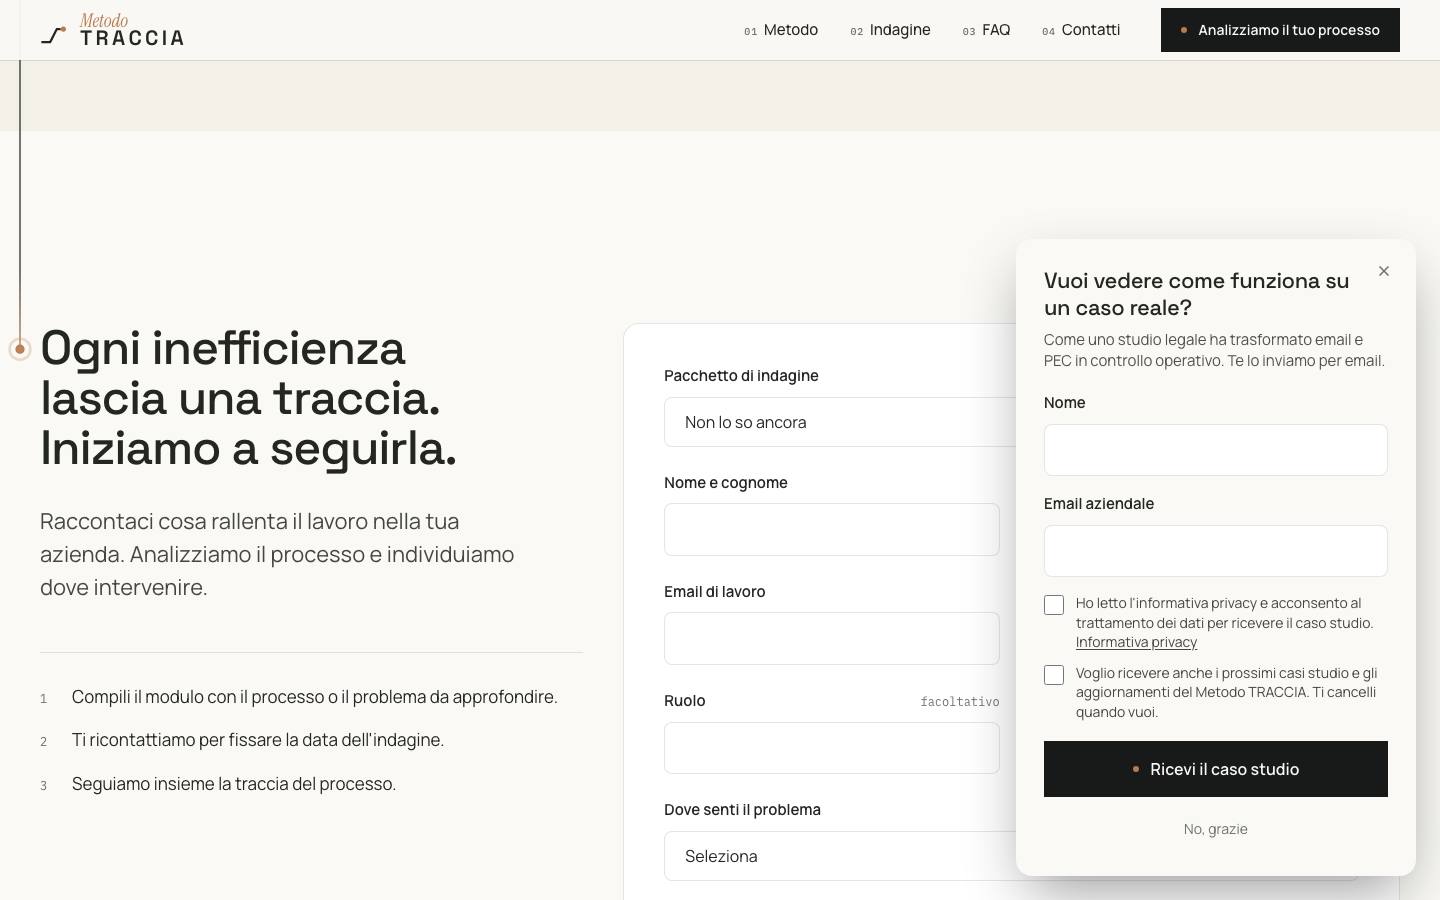 Metodo
TRACCIA
01 Metodo
02 Indagine
03 FAQ
04 Contatti
Analizziamo il tuo processo
Ogni inefficienza
lascia una traccia.
Iniziamo a seguirla.
Raccontaci cosa rallenta il lavoro nella tua
azienda. Analizziamo il processo e individuiamo
dove intervenire.
1 Compili il modulo con il processo o il problema da approfondire.
2 Ti ricontattiamo per fissare la data dell'indagine.
3 Seguiamo insieme la traccia del processo.
Pacchetto di indagine
Non lo so ancora
Nome e cognome
Email di lavoro
Ruolo
facoltativo
Dove senti il problema
Seleziona
Vuoi vedere come funziona su
un caso reale?
×
Come uno studio legale ha trasformato email e
PEC in controllo operativo. Te lo inviamo per email.
Nome
Email aziendale
Ho letto l'informativa privacy e acconsento al
trattamento dei dati per ricevere il caso studio.
Informativa privacy
Voglio ricevere anche i prossimi casi studio e gli
aggiornamenti del Metodo TRACCIA. Ti cancelli
quando vuoi.
Ricevi il caso studio
No, grazie